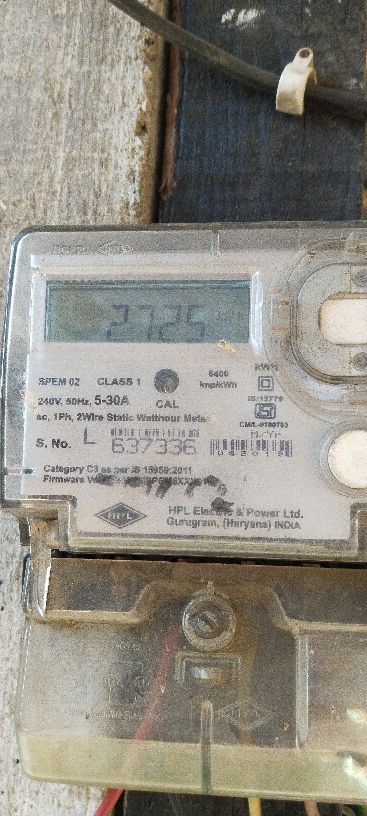 2725
SPEM 02 CLASS 1 6400 imp/kWh kWh
240V, 50Hz, 5-30A CAL IS:13779
ac, 1Ph, 2Wire Static Watthour Meter
S. No. L 637336
Category C3 as per IS 15959:2011
Firmware
HPL HPL Electric & Power Ltd.
Gurugram, (Haryana) INDIA